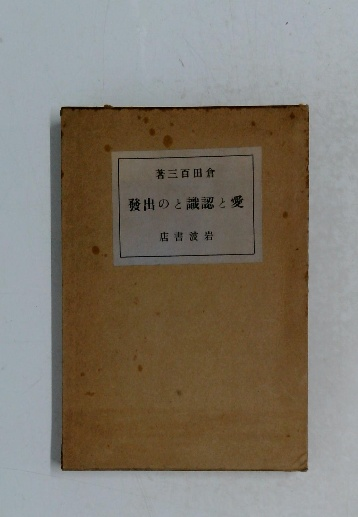 倉田百三著
愛と認識との出發
岩波書店